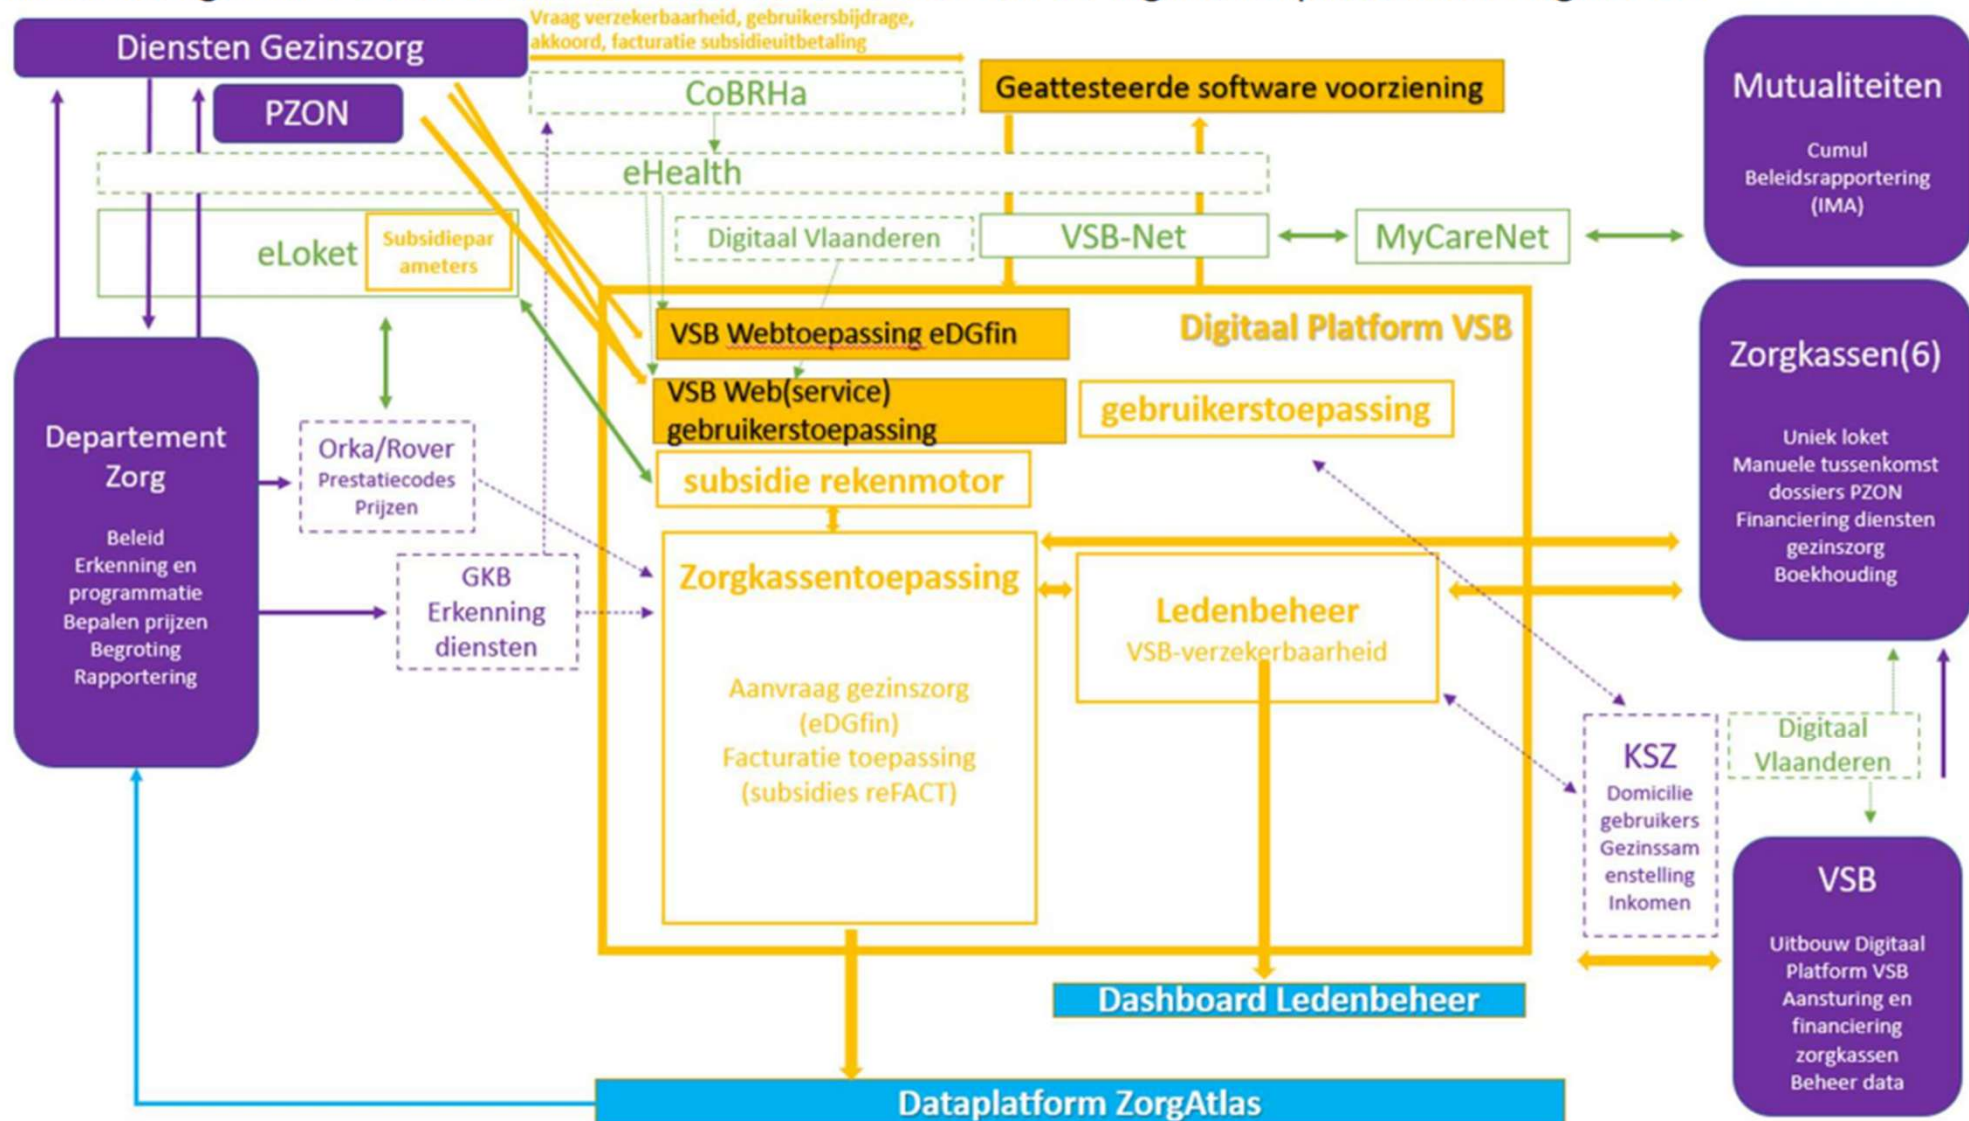 Diensten Gezinszorg
PZON
Vraag verzekerbaarheid, gebruikersbijdrage,
akkoord, facturatie subsidieuitbetaling
CoBRHa
Geattesteerde software voorziening
eHealth
Mutualiteiten
Cumul
Beleidsrapportering
(IMA)
eLoket
Subsidiepar
ameters
Digitaal Vlaanderen
VSB-Net
MyCareNet
Digitaal Platform VSB
VSB Webtoepassing eDGfin
VSB Web(service)
gebruikerstoepassing
gebruikerstoepassing
subsidie rekenmotor
Zorgkassen(6)
Uniek loket
Manuele tussenkomst
dossiers PZON
Financiering diensten
gezinszorg
Boekhouding
Departement
Zorg
Beleid
Erkenning en
programmatie
Bepalen prijzen
Begroting
Rapportering
Orka/Rover
Prestatiecodes
Prijzen
GKB
Erkenning
diensten
Zorgkassentoepassing
Aanvraag gezinszorg
(eDGfin)
Facturatie toepassing
(subsidies reFACT)
Ledenbeheer
VSB-verzekerbaarheid
KSZ
Domicilie
gebruikers
Gezinssam
enstelling
Inkomen
Digitaal
Vlaanderen
VSB
Uitbouw Digitaal
Platform VSB
Aansturing en
financiering
zorgkassen
Beheer data
Dashboard Ledenbeheer
Dataplatform ZorgAtlas